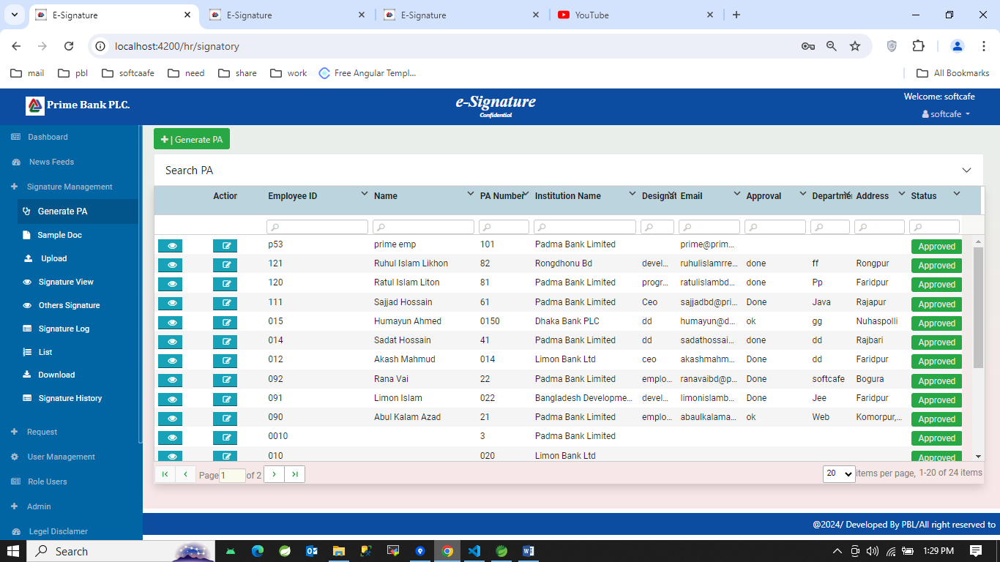 E-Signature
E-Signature
E-Signature
YouTube
localhost:4200/hr/signatory
mail
pbl
softcaafe
need
share
work
Free Angular Templ...
All Bookmarks
Prime Bank PLC.
e-Signature
Confidential
Welcome: softcafe
softcafe
Dashboard
News Feeds
Signature Management
Generate PA
Sample Doc
Upload
Signature View
Others Signature
Signature Log
List
Download
Signature History
Request
User Management
Role Users
Admin
Legel Disclamer
| Generate PA
Search PA
Action Employee ID Name PA Number Institution Name Designat Email Approval Departmen Address Status
p53 prime emp 101 Padma Bank Limited prime@prim... Approved
121 Ruhul Islam Likhon 82 Rongdhonu Bd devel... ruhulislamrre... done ff Rongpur Approved
120 Ratul Islam Liton 81 Padma Bank Limited progr... ratulislambd... done Pp Faridpur Approved
111 Sajjad Hossain 61 Padma Bank Limited Ceo sajjadbd@pri... Done Java Rajapur Approved
015 Humayun Ahmed 0150 Dhaka Bank PLC dd humayun@d... ok gg Nuhaspolli Approved
014 Sadat Hossain 41 Padma Bank Limited dd sadathossai... done dd Rajbari Approved
012 Akash Mahmud 014 Limon Bank Ltd ceo akashmahm... Done dd Faridpur Approved
092 Rana Vai 22 Padma Bank Limited emplo... ranavaibd@p... Done softcafe Bogura Approved
091 Limon Islam 022 Bangladesh Developme... devel... limonislamb... Done Jee Faridpur Approved
090 Abul Kalam Azad 21 Padma Bank Limited emplo... abaulkalama... ok Web Komorpur,... Approved
0010 3 Padma Bank Limited Approved
010 020 Limon Bank Ltd Approved
Page 1 of 2
20 items per page, 1-20 of 24 items
@2024/ Developed By PBL/All right reserved to
Search
1:29 PM